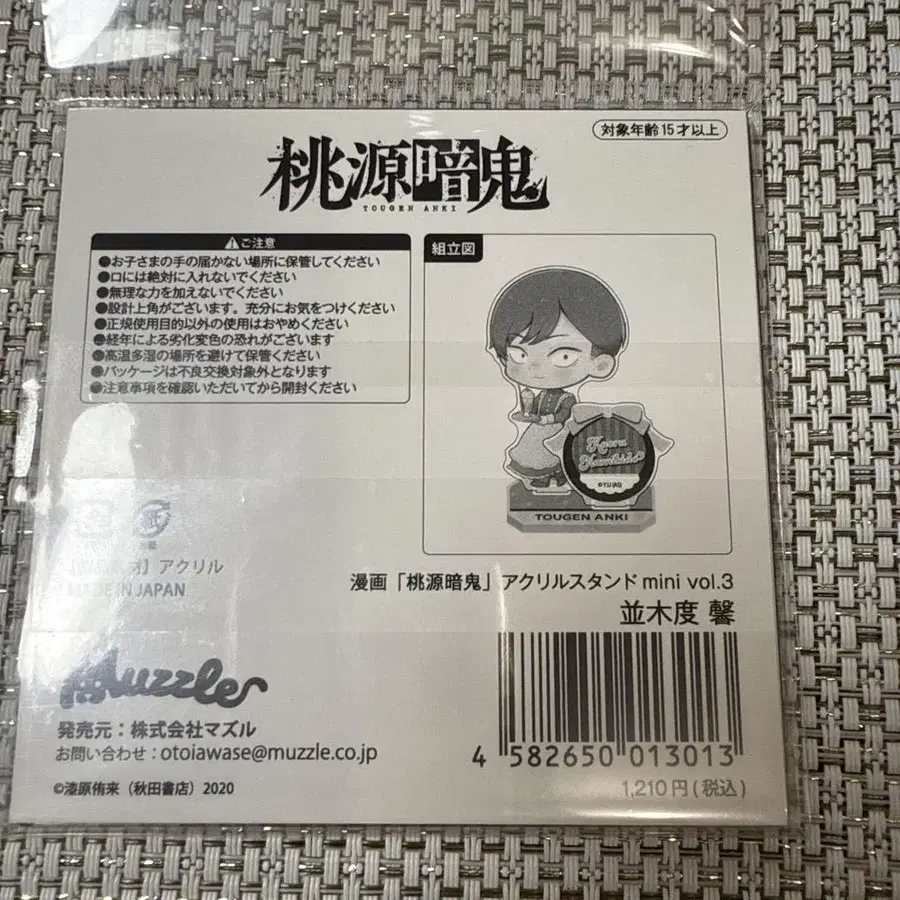 対象年齢15才以上
桃源暗鬼
TOUGEN ANKI
ご注意
●お子さまの手の届かない場所に保管してください
●口には絶対に入れないでください
●無理な力を加えないでください
●設計上角がございます。充分にお気をつけください
●正規使用目的以外の使用はおやめください
●経年による劣化変色の恐れがございます
●高温多湿の場所を避けて保管ください
●パッケージは不良交換対象外となります
●注意事項を確認いただいてから開封ください
組立図
Kaoru
Namikido
TOUGEN ANKI
紙
アクリル
MADE IN JAPAN
漫画「桃源暗鬼」アクリルスタンド mini vol.3
並木度 馨
Muzzle
発売元：株式会社マズル
お問い合わせ：otoiawase@muzzle.co.jp
©漆原侑来（秋田書店）2020
4 582650 013013
1,210円(税込)